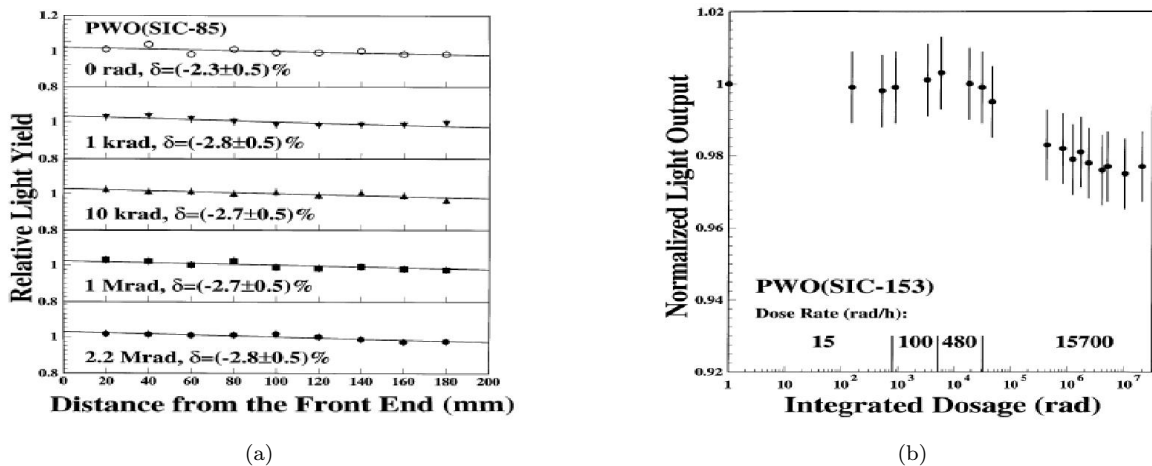 1.2
PWO(SIC-85)
1
0 rad, δ=(-2.3±0.5)%
1
1 krad, δ=(-2.8±0.5)%
0.8
1
10 krad, δ=(-2.7±0.5)%
0.8
1
1 Mrad, δ=(-2.7±0.5)%
0.8
1
2.2 Mrad, δ=(-2.8±0.5)%
0.8
0 20 40 60 80 100 120 140 160 180 200
Distance from the Front End (mm)
Relative Light Yield
(a)
1.02
1
0.98
0.96
0.94
0.92
Normalized Light Output
PWO(SIC-153)
Dose Rate (rad/h):
15 100 480 15700
1 10 10² 10³ 10⁴ 10⁵ 10⁶ 10⁷
Integrated Dosage (rad)
(b)